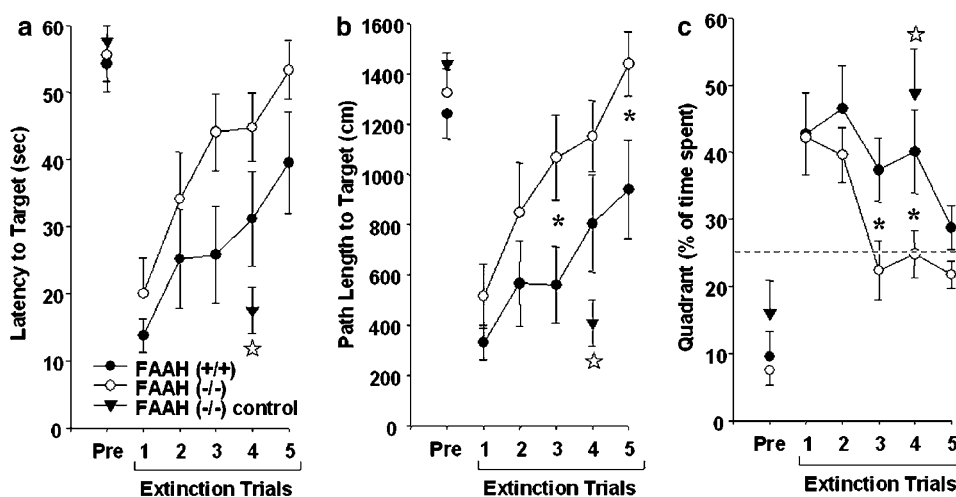 a
Latency to Target (sec)
60
50
40
30
20
10
0
FAAH (+/+)
FAAH (-/-)
FAAH (-/-) control
Pre 1 2 3 4 5
Extinction Trials
b
Path Length to Target (cm)
1600
1400
1200
1000
800
600
400
200
*
*
Pre 1 2 3 4 5
Extinction Trials
c
Quadrant (% of time spent)
60
50
40
30
20
10
0
* *
Pre 1 2 3 4 5
Extinction Trials